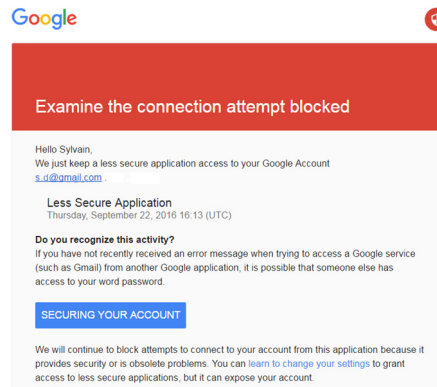 Google
Examine the connection attempt blocked
Hello Sylvain,
We just keep a less secure application access to your Google Account
s.d@gmail.com .
Less Secure Application
Thursday, September 22, 2016 16:13 (UTC)
Do you recognize this activity?
If you have not recently received an error message when trying to access a Google service
(such as Gmail) from another Google application, it is possible that someone else has
access to your word password.
SECURING YOUR ACCOUNT
We will continue to block attempts to connect to your account from this application because it
provides security or is obsolete problems. You can learn to change your settings to grant
access to less secure applications, but it can expose your account.